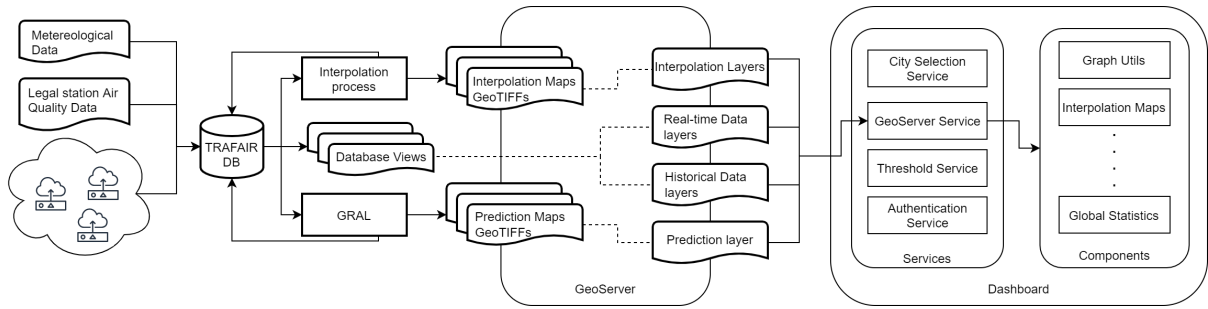 Metereological
Data
Legal station Air
Quality Data
TRAFAIR
DB
Interpolation
process
Database Views
GRAL
Interpolation Maps
GeoTIFFs
Prediction Maps
GeoTIFFs
Interpolation Layers
Real-time Data
layers
Historical Data
layers
Prediction layer
GeoServer
City Selection
Service
GeoServer Service
Threshold Service
Authentication
Service
Services
Graph Utils
Interpolation Maps
Global Statistics
Components
Dashboard